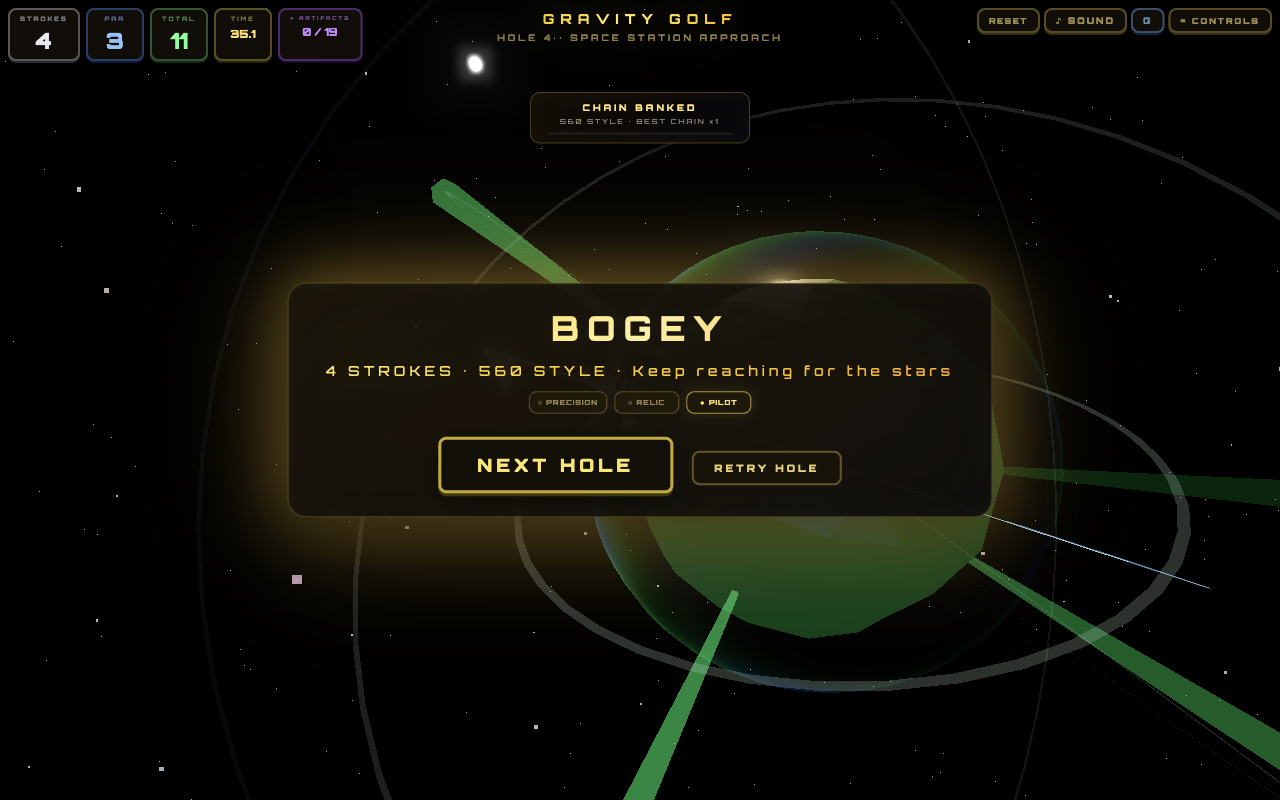 STROKES
4
PAR
3
TOTAL
11
TIME
35.1
ARTIFACTS
0 / 19
GRAVITY GOLF
HOLE 4 · SPACE STATION APPROACH
RESET
♪ SOUND
G
CONTROLS
CHAIN BANKED
560 STYLE · BEST CHAIN ×1
BOGEY
4 STROKES · 560 STYLE · Keep reaching for the stars
PRECISION
RELIC
PILOT
NEXT HOLE
RETRY HOLE